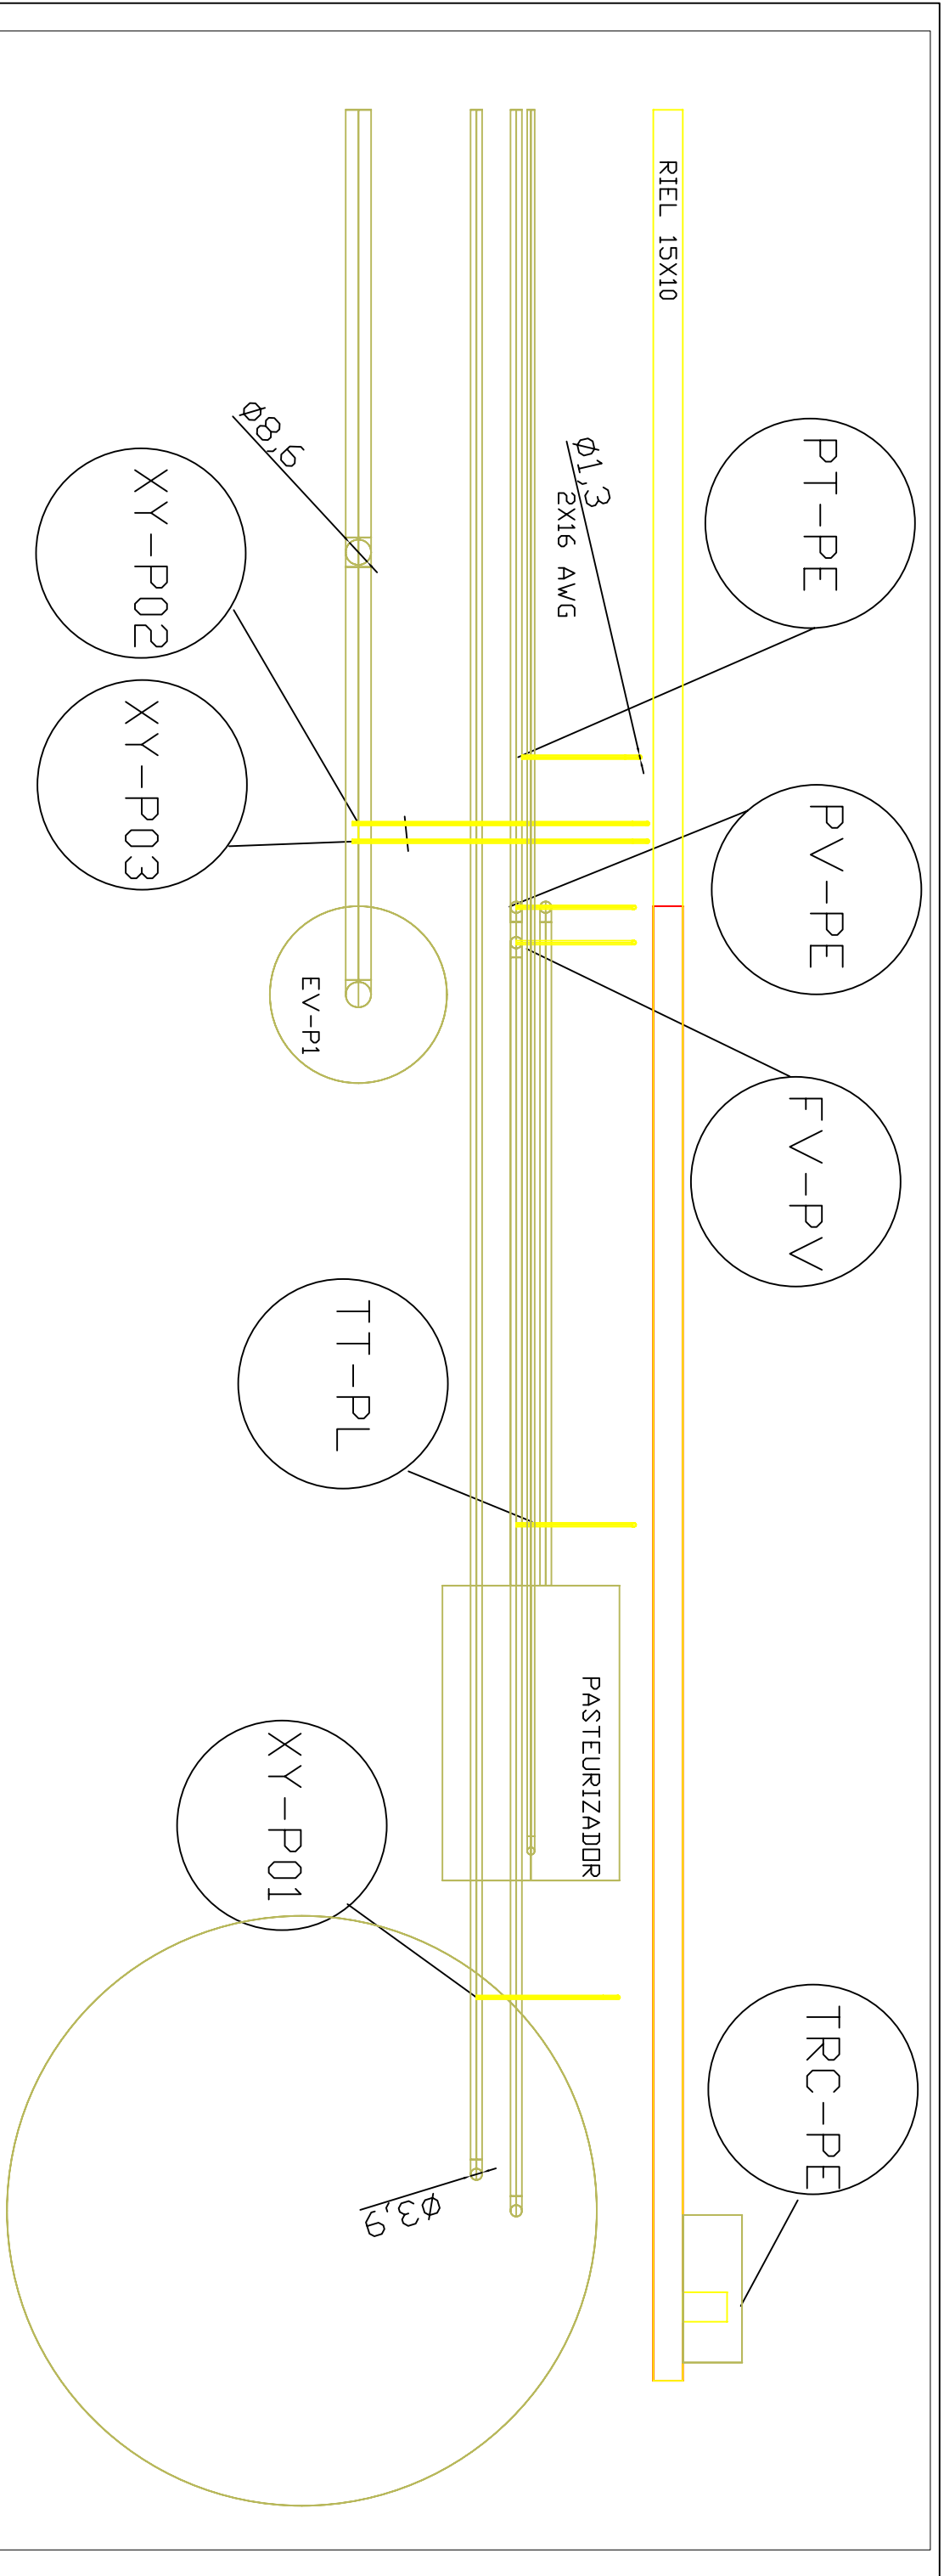 PT-PE
PV-PE
FV-PV
TRC-PE
RIEL 15X10
Ø1,3
2X16 AWG
PASTEURIZADOR
Ø3,9
TT-PL
EV-P1
Ø8,6
XY-P01
XY-P02
XY-P03